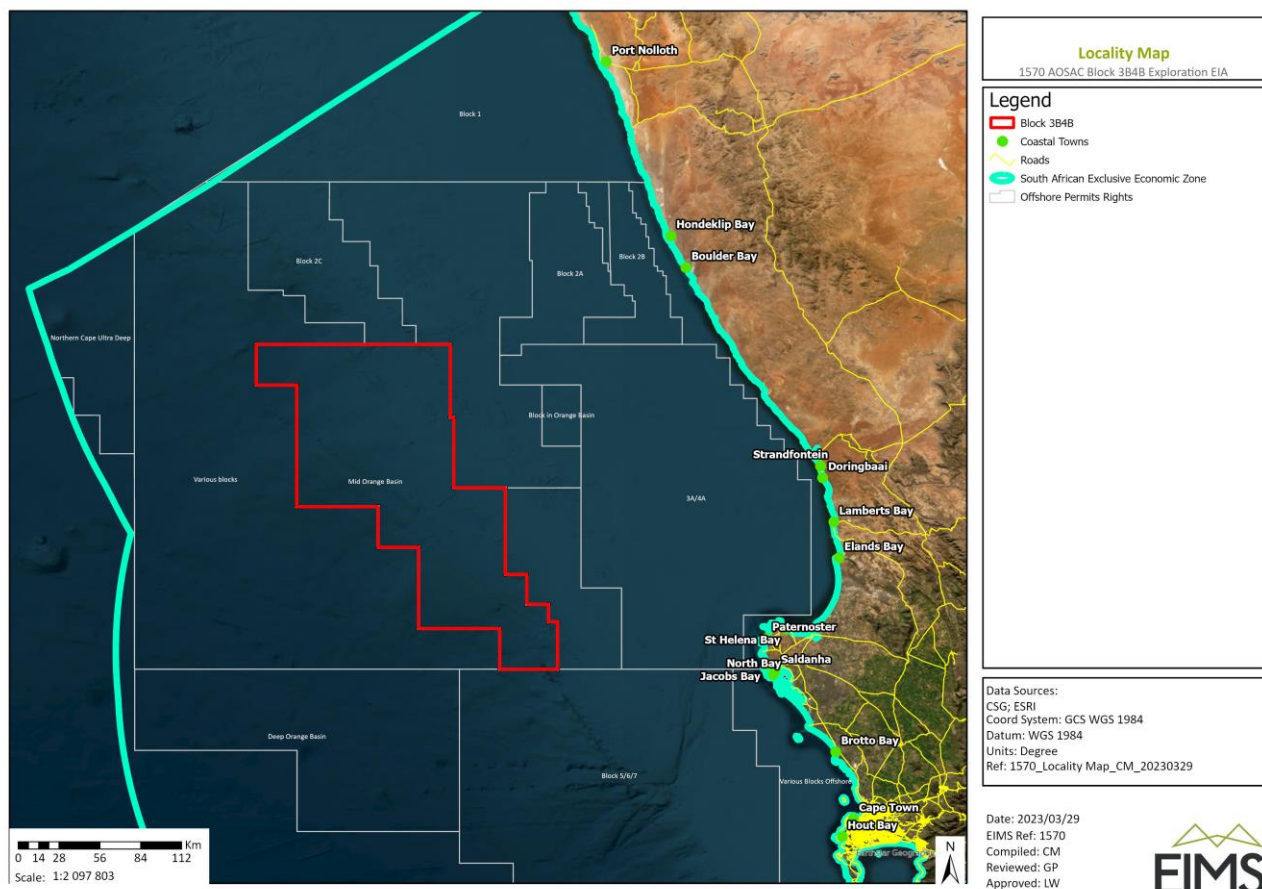 Port Nolloth
Block 1
Hondeklip Bay
Boulder Bay
Block 2C
Block 2A
Block 2B
Northern Cape Ultra Deep
Block in Orange Basin
Strandfontein
Doringbaai
Various blocks
Mid Orange Basin
3A/4A
Lamberts Bay
Elands Bay
Paternoster
St Helena Bay
North Bay
Saldanha
Jacobs Bay
Deep Orange Basin
Brotto Bay
Block 5/6/7
Various Blocks Offshore
Cape Town
Hout Bay
Km
0 14 28 56 84 112
Scale: 1:2 097 803
N
Locality Map
1570 AOSAC Block 3B4B Exploration EIA
Legend
Block 3B4B
Coastal Towns
Roads
South African Exclusive Economic Zone
Offshore Permits Rights
Data Sources:
CSG; ESRI
Coord System: GCS WGS 1984
Datum: WGS 1984
Units: Degree
Ref: 1570_Locality Map_CM_20230329
Date: 2023/03/29
EIMS Ref: 1570
Compiled: CM
Reviewed: GP
Approved: LW
EIMS